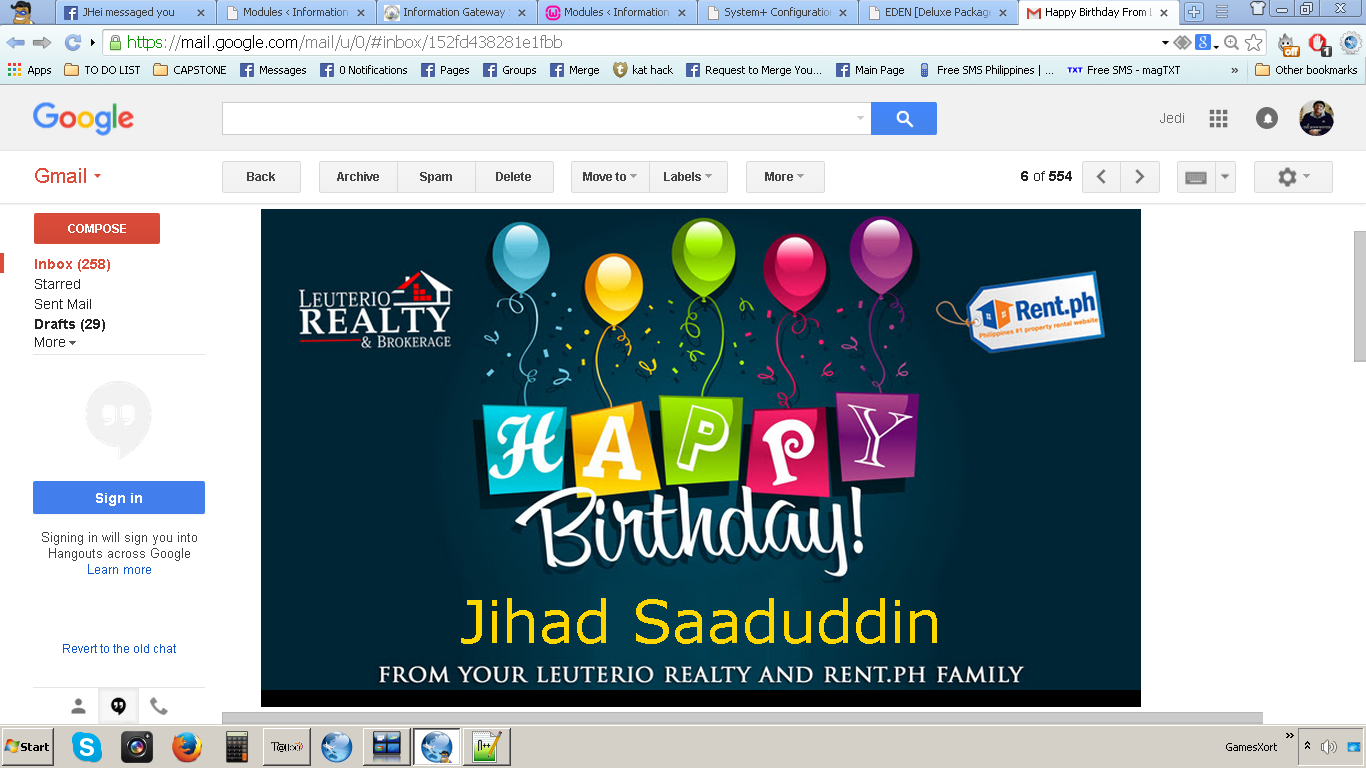 JHei messaged you
Modules ‹ Information
Information Gateway
Modules ‹ Information
System+ Configuratio
EDEN [Deluxe Package
Happy Birthday From L
https://mail.google.com/mail/u/0/#inbox/152fd438281e1fbb
Apps
TO DO LIST
CAPSTONE
Messages
0 Notifications
Pages
Groups
Merge
kat hack
Request to Merge You...
Main Page
Free SMS Philippines | ...
TXT Free SMS - magTXT
»
Other bookmarks
off
1
Google
Jedi
Gmail
Back
Archive
Spam
Delete
Move to
Labels
More
6 of 554
COMPOSE
Inbox (258)
Starred
Sent Mail
Drafts (29)
More
Sign in
Signing in will sign you into
Hangouts across Google
Learn more
Revert to the old chat
LEUTERIO
REALTY
& BROKERAGE
Rent.ph
Philippines #1 property rental website
HAPPY
Birthday!
Jihad Saaduddin
FROM YOUR LEUTERIO REALTY AND RENT.PH FAMILY
Start
GamesXort
»